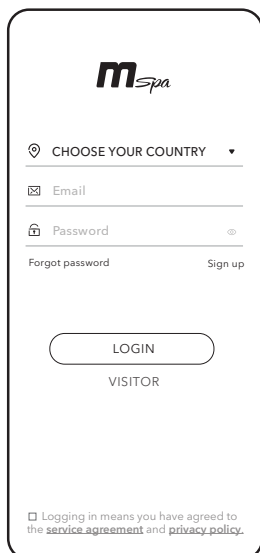 mspa
CHOOSE YOUR COUNTRY
Email
Password
Forgot password Sign up
LOGIN
VISITOR
Logging in means you have agreed to
the service agreement and privacy policy.